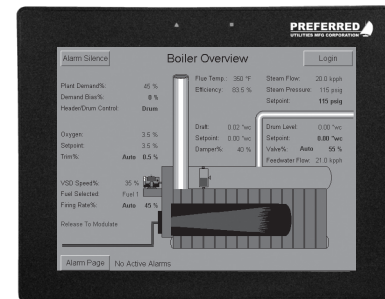 PREFERRED
UTILITIES MFG CORPORATION
Alarm Silence
Boiler Overview
Login
Plant Demand%: 45 %
Demand Bias%: 0 %
Header/Drum Control: Drum
Flue Temp.: 350 °F
Efficiency: 83.5 %
Steam Flow: 20.0 kpph
Steam Pressure: 115 psig
Setpoint: 115 psig
Oxygen: 3.5 %
Setpoint: 3.5 %
Trim%: Auto 0.5 %
Draft: 0.02 "wc
Setpoint: 0.00 "wc
Damper%: 40 %
Drum Level: 0.00 "wc
Setpoint: 0.00 "wc
Valve%: Auto 55 %
Feedwater Flow: 21.0 kpph
VSD Speed%: 35 %
Fuel Selected: Fuel 1
Firing Rate%: Auto 45 %
Release To Modulate
Alarm Page
No Active Alarms